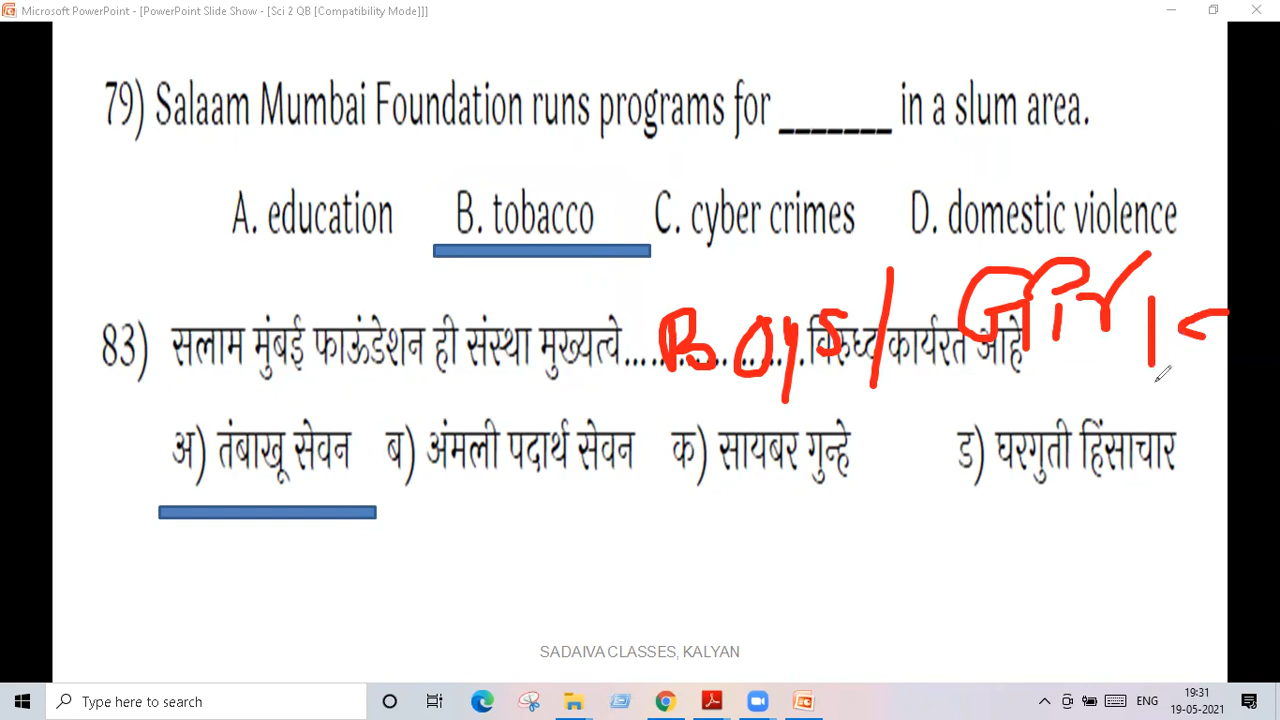 Microsoft PowerPoint - [PowerPoint Slide Show - [Sci 2 QB [Compatibility Mode]]]
79) Salaam Mumbai Foundation runs programs for _______ in a slum area.
A. education B. tobacco C. cyber crimes D. domestic violence
Boys / Girls
83) सलाम मुंबई फाऊंडेशन ही संस्था मुख्यत्वे....................विरुध्द कार्यरत आहे
अ) तंबाखू सेवन ब) अंमली पदार्थ सेवन क) सायबर गुन्हे ड) घरगुती हिंसाचार
SADAIVA CLASSES, KALYAN
Type here to search
ENG
19:31
19-05-2021